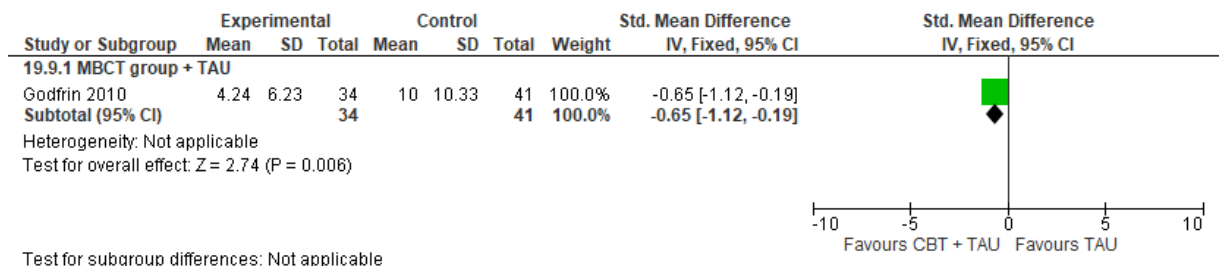 Experimental Control Std. Mean Difference Std. Mean Difference
Study or Subgroup Mean SD Total Mean SD Total Weight IV, Fixed, 95% CI IV, Fixed, 95% CI
19.9.1 MBCT group + TAU
Godfrin 2010 4.24 6.23 34 10 10.33 41 100.0% -0.65 [-1.12, -0.19]
Subtotal (95% CI) 34 41 100.0% -0.65 [-1.12, -0.19]
Heterogeneity: Not applicable
Test for overall effect: Z = 2.74 (P = 0.006)
-10 -5 0 5 10
Favours CBT + TAU Favours TAU
Test for subgroup differences: Not applicable